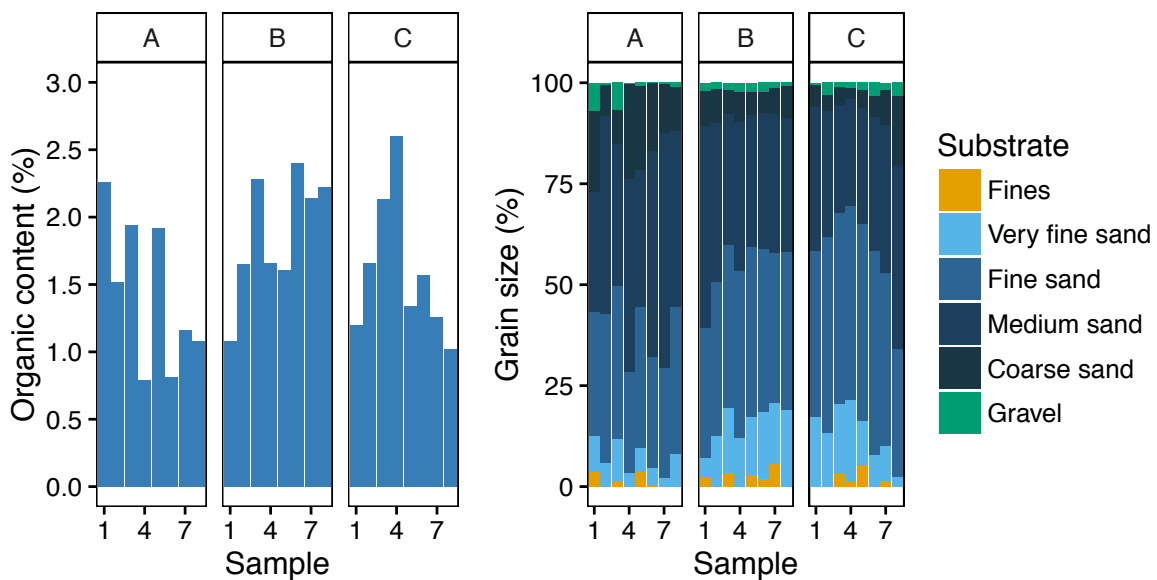 A B C
Organic content (%)
3.0
2.5
2.0
1.5
1.0
0.5
0.0
1 4 7 1 4 7 1 4 7
Sample
A B C
Grain size (%)
100
75
50
25
0
1 4 7 1 4 7 1 4 7
Sample
Substrate
Fines
Very fine sand
Fine sand
Medium sand
Coarse sand
Gravel